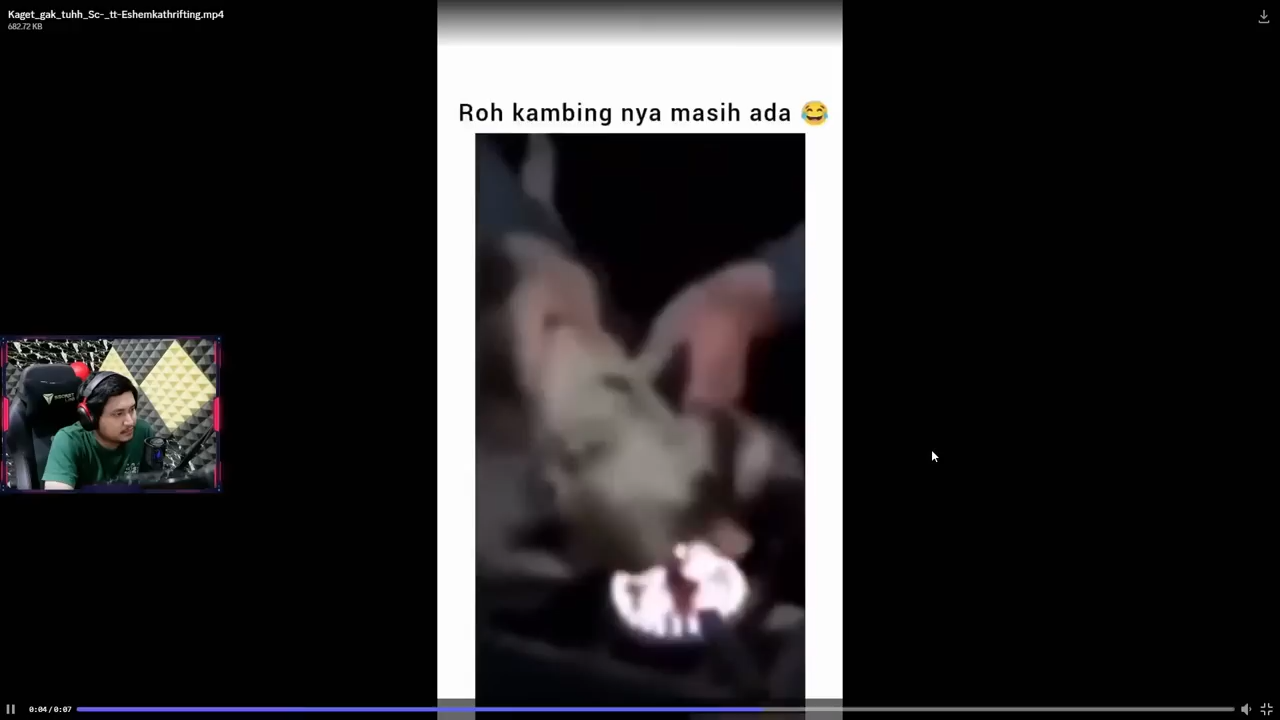 Kaget_gak_tuhh_Sc-_tt-Eshemkathrifting.mp4
682.72 KB
Roh kambing nya masih ada 😂
0:04/0:07